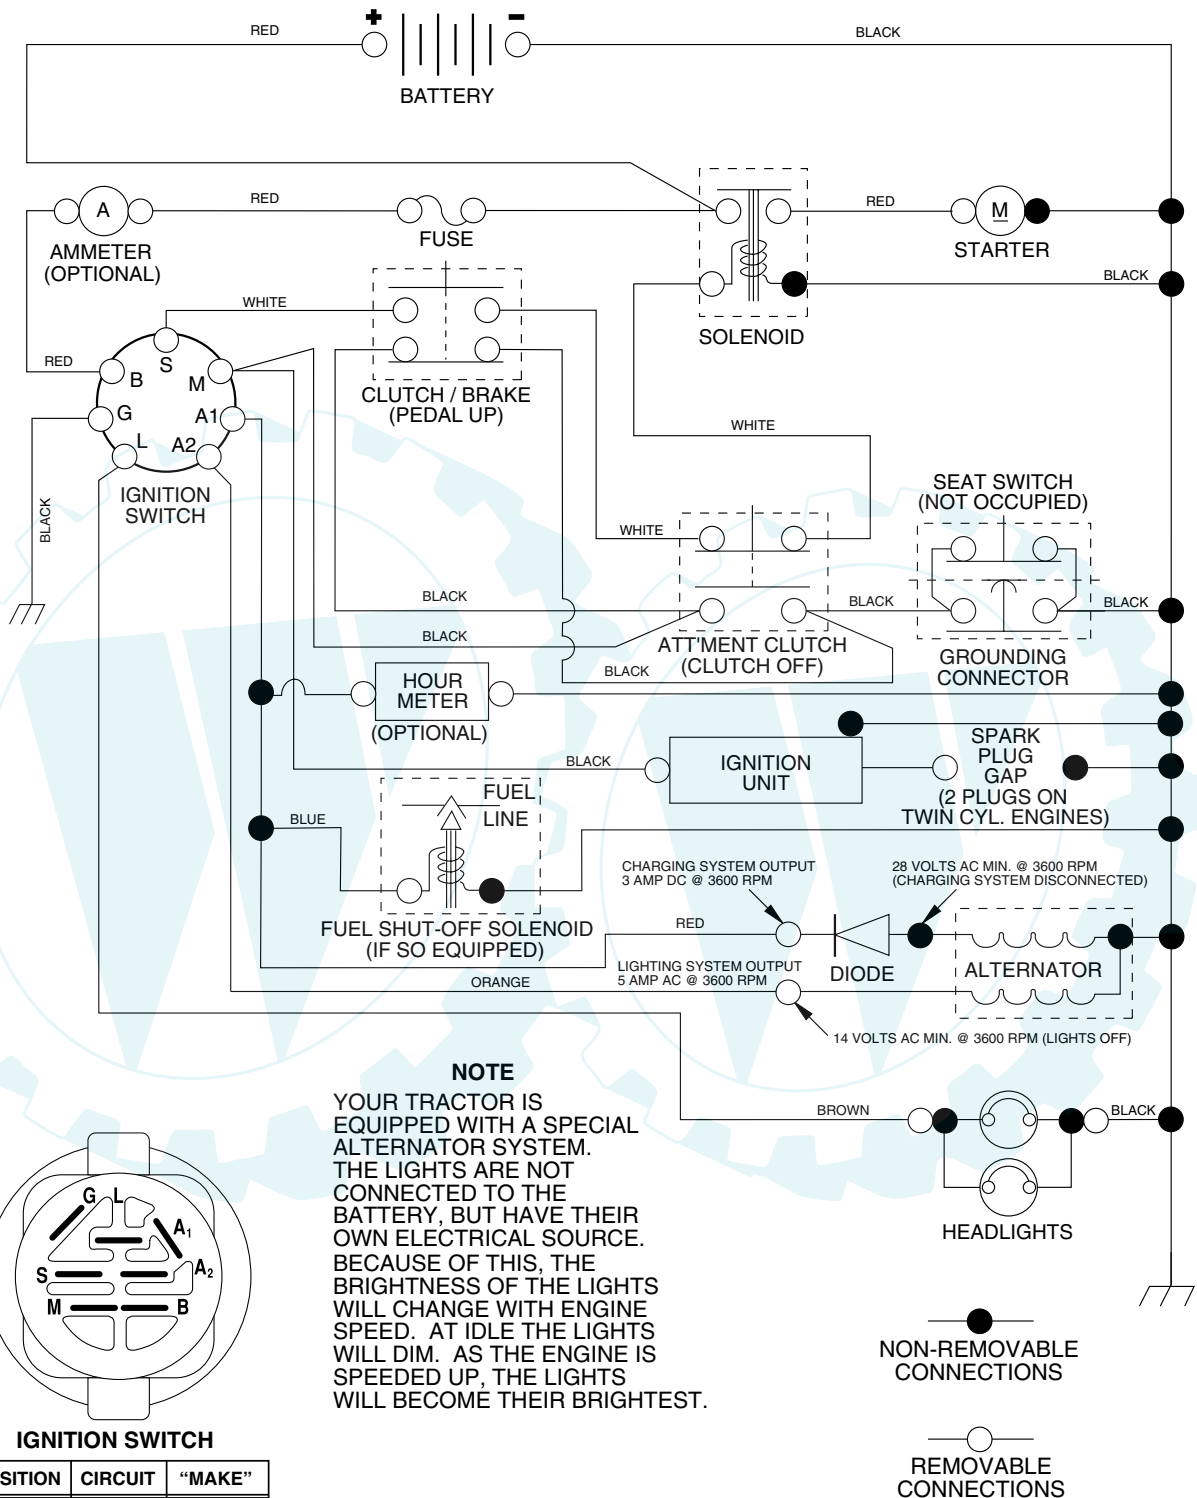 + -
RED
BLACK
BATTERY
A
RED
RED
M
AMMETER
(OPTIONAL)
FUSE
STARTER
BLACK
WHITE
SOLENOID
RED
S
B
M
G
A1
L
A2
CLUTCH / BRAKE
(PEDAL UP)
WHITE
IGNITION
SWITCH
BLACK
SEAT SWITCH
(NOT OCCUPIED)
WHITE
BLACK
BLACK
BLACK
BLACK
ATT'MENT CLUTCH
(CLUTCH OFF)
GROUNDING
CONNECTOR
BLACK
HOUR
METER
(OPTIONAL)
BLACK
IGNITION
UNIT
SPARK
PLUG
GAP
(2 PLUGS ON
TWIN CYL. ENGINES)
FUEL
LINE
BLUE
CHARGING SYSTEM OUTPUT
3 AMP DC @ 3600 RPM
28 VOLTS AC MIN. @ 3600 RPM
(CHARGING SYSTEM DISCONNECTED)
FUEL SHUT-OFF SOLENOID
(IF SO EQUIPPED)
RED
DIODE
ALTERNATOR
LIGHTING SYSTEM OUTPUT
5 AMP AC @ 3600 RPM
ORANGE
14 VOLTS AC MIN. @ 3600 RPM (LIGHTS OFF)
NOTE
YOUR TRACTOR IS
EQUIPPED WITH A SPECIAL
ALTERNATOR SYSTEM.
THE LIGHTS ARE NOT
CONNECTED TO THE
BATTERY, BUT HAVE THEIR
OWN ELECTRICAL SOURCE.
BECAUSE OF THIS, THE
BRIGHTNESS OF THE LIGHTS
WILL CHANGE WITH ENGINE
SPEED. AT IDLE THE LIGHTS
WILL DIM. AS THE ENGINE IS
SPEEDED UP, THE LIGHTS
WILL BECOME THEIR BRIGHTEST.
BROWN
BLACK
HEADLIGHTS
G L
A1
A2
S
M B
IGNITION SWITCH
SITION CIRCUIT “MAKE”
NON-REMOVABLE
CONNECTIONS
REMOVABLE
CONNECTIONS